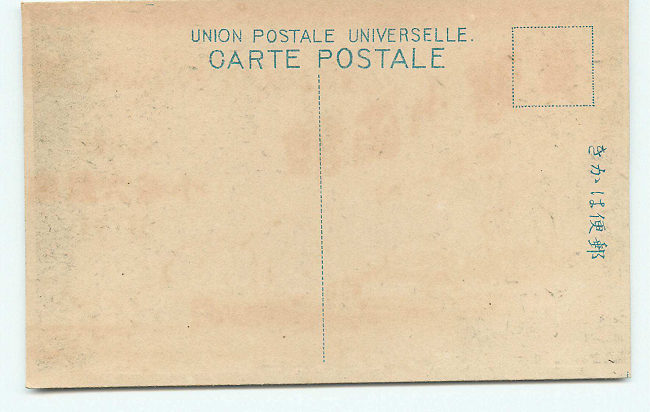 UNION POSTALE UNIVERSELLE.
CARTE POSTALE
郵便はかき